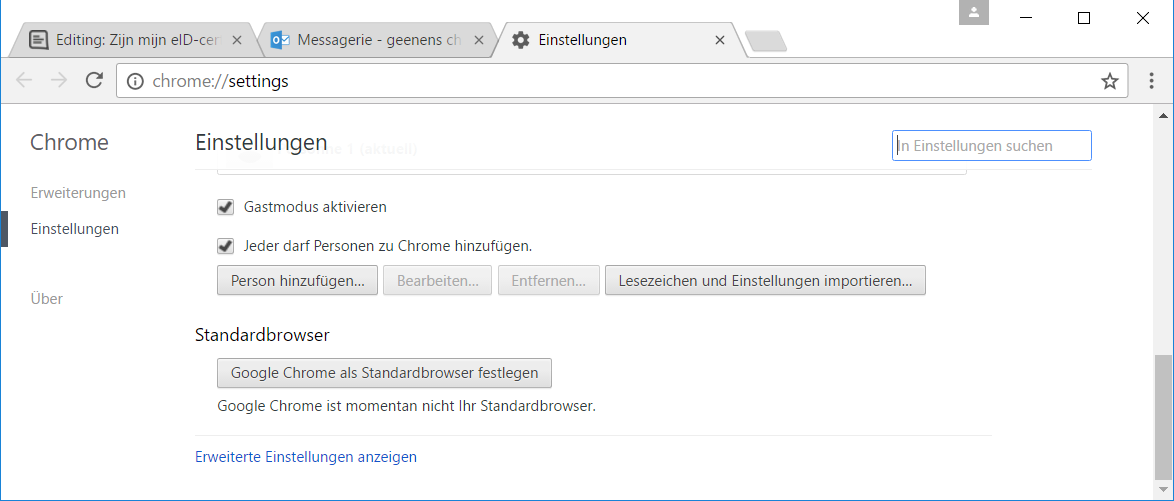 Editing: Zijn mijn eID-cer
Messagerie - geenens ch
Einstellungen
chrome://settings
Chrome
Einstellungen
In Einstellungen suchen
1 (aktuell)
Erweiterungen
Einstellungen
Über
Gastmodus aktivieren
Jeder darf Personen zu Chrome hinzufügen.
Person hinzufügen...
Bearbeiten...
Entfernen...
Lesezeichen und Einstellungen importieren...
Standardbrowser
Google Chrome als Standardbrowser festlegen
Google Chrome ist momentan nicht Ihr Standardbrowser.
Erweiterte Einstellungen anzeigen